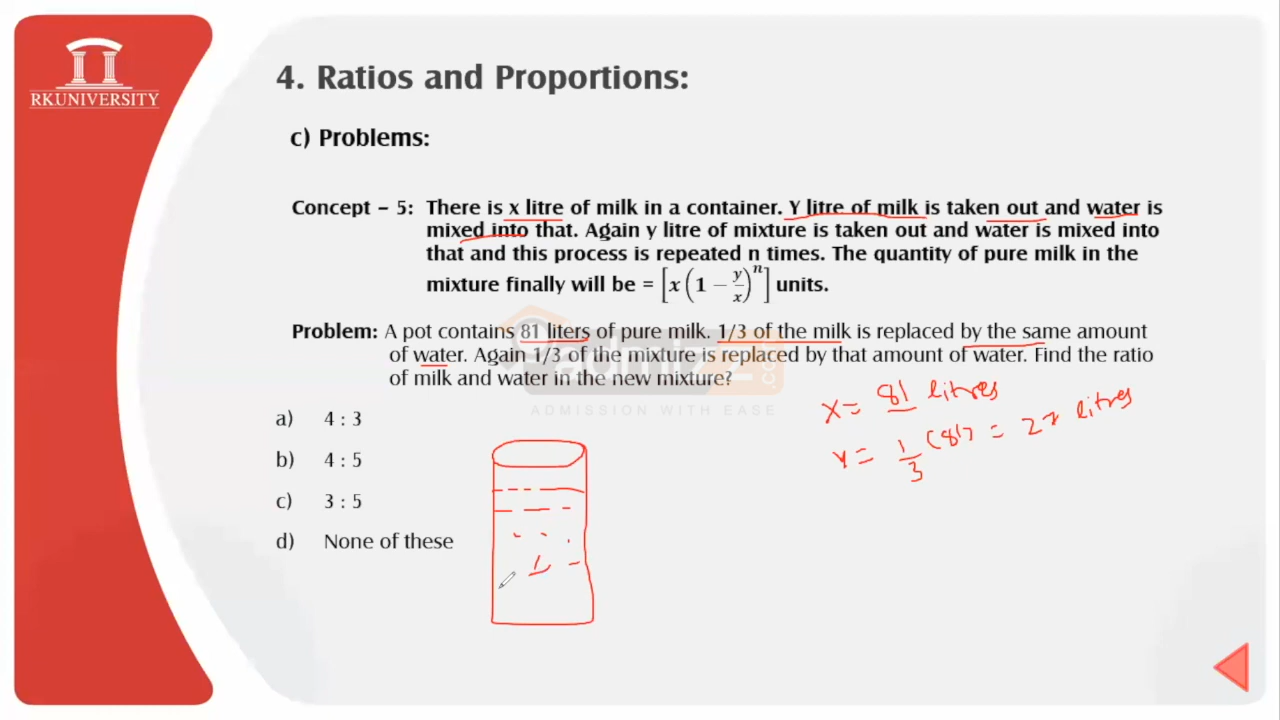 RKUNIVERSITY
4. Ratios and Proportions:
c) Problems:
Concept – 5: There is x litre of milk in a container. Y litre of milk is taken out and water is
mixed into that. Again y litre of mixture is taken out and water is mixed into
that and this process is repeated n times. The quantity of pure milk in the
mixture finally will be = [x(1 − y/x)^n] units.
Problem: A pot contains 81 liters of pure milk. 1/3 of the milk is replaced by the same amount
of water. Again 1/3 of the mixture is replaced by that amount of water. Find the ratio
of milk and water in the new mixture?
admizz.com
ADMISSION WITH EASE
x = 81 litres
a) 4 : 3
y = 1/3 (81) = 27 litres
b) 4 : 5
c) 3 : 5
d) None of these